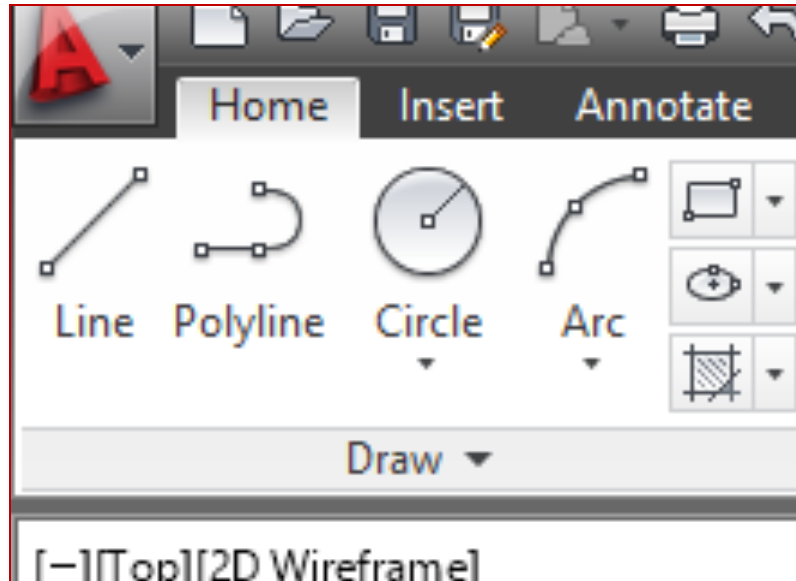 Home Insert Annotate
Line Polyline Circle Arc
Draw
[−][Top][2D Wireframe]